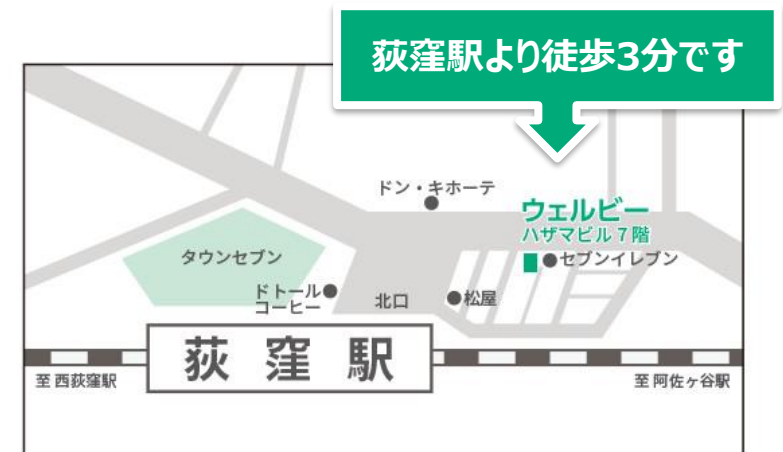 荻窪駅より徒歩3分です
ドン・キホーテ
ウェルビー
ハザマビル7階
セブンイレブン
タウンセブン
ドトール
コーヒー
北口
松屋
荻窪駅
至 西荻窪駅
至 阿佐ヶ谷駅